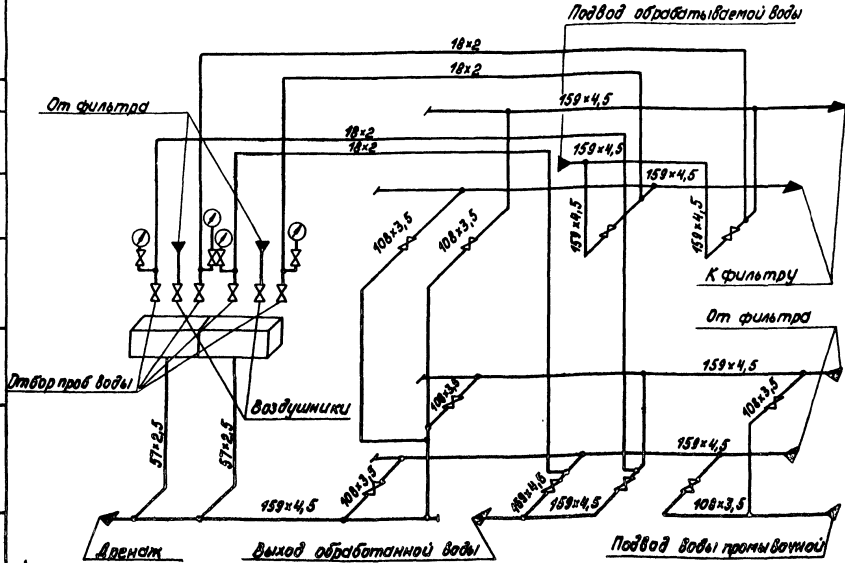 Подвод обрабатываемой воды
18×2
18×2
От фильтра
159×4,5
18×2
18×2
159×4,5
159×4,5
108×3,5
108×3,5
159×4,5
159×4,5
К фильтру
От фильтра
159×4,5
Отбор проб воды
Воздушники
108×3,5
108×3,5
57×2,5
57×2,5
159×4,5
108×3,5
159×4,5
159×4,5
159×4,5
108×3,5
Дренаж
Выход обработанной воды
Подвод воды промывочной